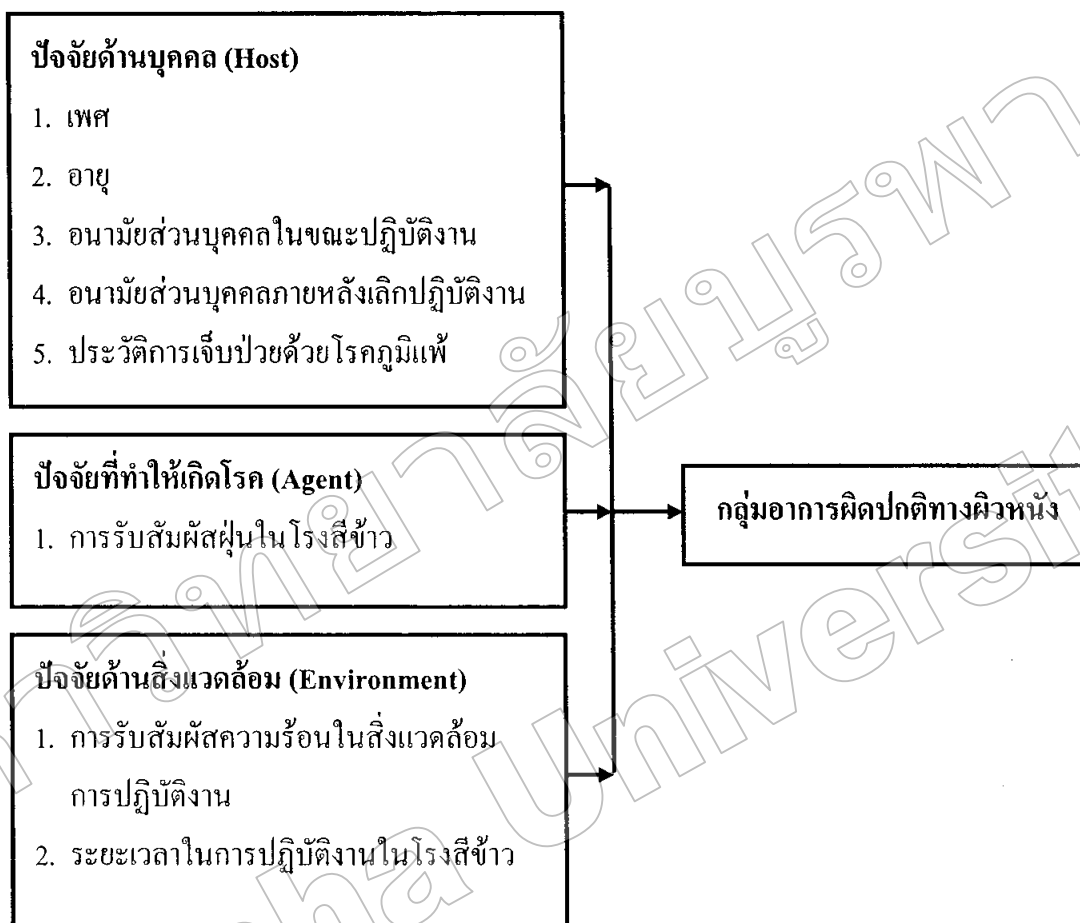 ปัจจัยด้านบุคคล (Host)
1. เพศ
2. อายุ
3. อนามัยส่วนบุคคลในขณะปฏิบัติงาน
4. อนามัยส่วนบุคคลภายหลังเลิกปฏิบัติงาน
5. ประวัติการเจ็บป่วยด้วยโรคภูมิแพ้
ปัจจัยที่ทำให้เกิดโรค (Agent)
1. การรับสัมผัสฝุ่นในโรงสีข้าว
กลุ่มอาการผิดปกติทางผิวหนัง
ปัจจัยด้านสิ่งแวดล้อม (Environment)
1. การรับสัมผัสความร้อนในสิ่งแวดล้อม
การปฏิบัติงาน
2. ระยะเวลาในการปฏิบัติงานในโรงสีข้าว